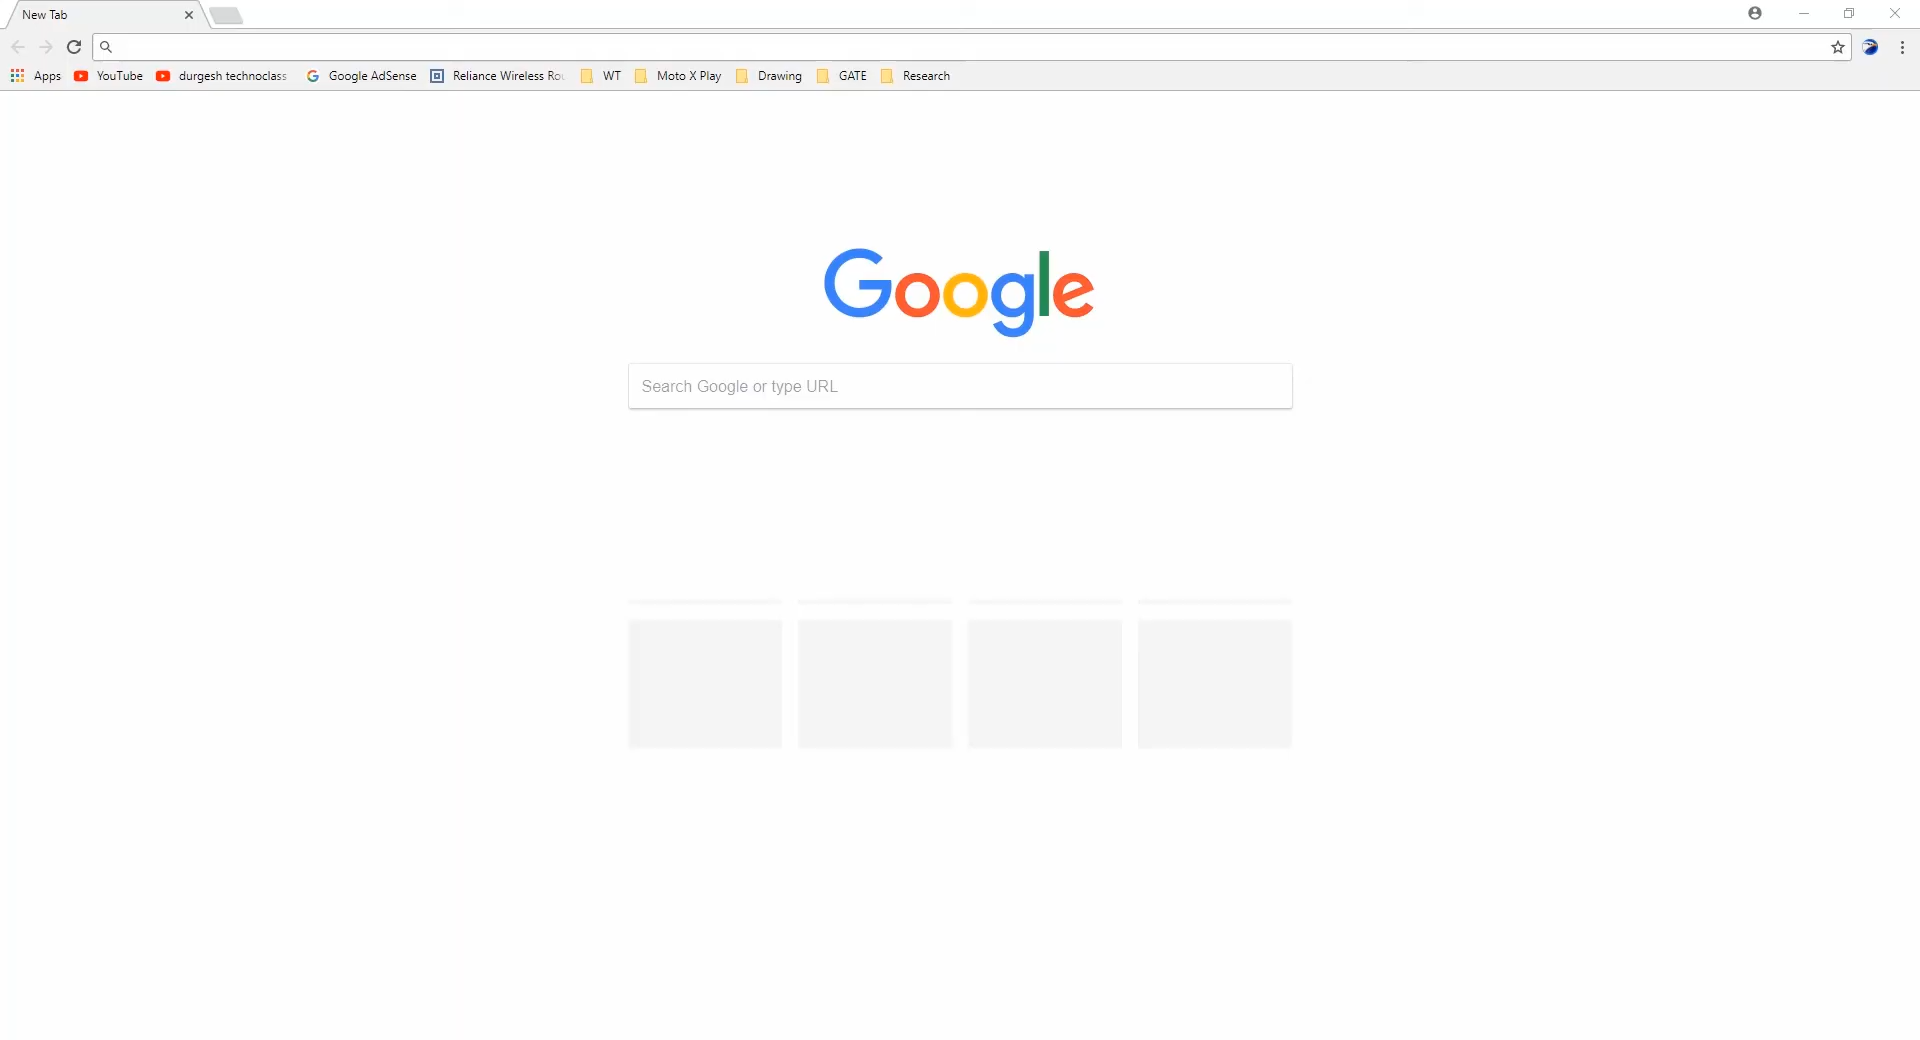 New Tab
Apps YouTube durgesh technoclass Google AdSense Reliance Wireless WT Moto X Play Drawing GATE Research
Google
Search Google or type URL